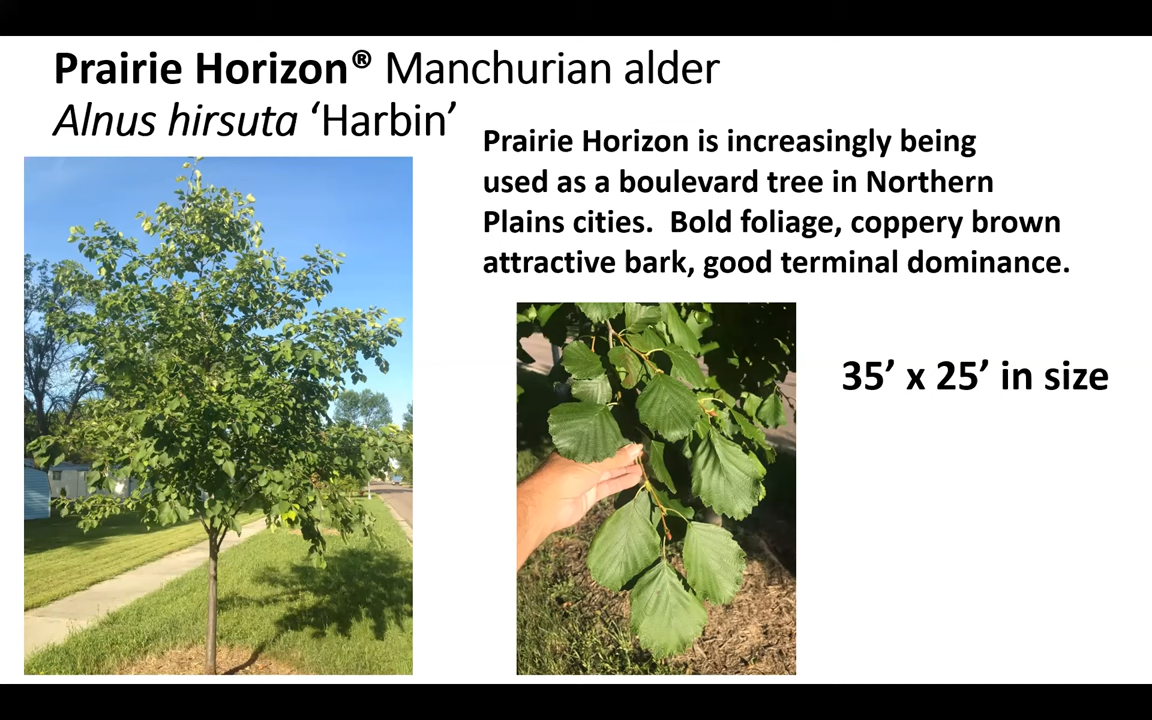 Prairie Horizon® Manchurian alder
Alnus hirsuta ‘Harbin’
Prairie Horizon is increasingly being
used as a boulevard tree in Northern
Plains cities.  Bold foliage, coppery brown
attractive bark, good terminal dominance.
35’ x 25’ in size